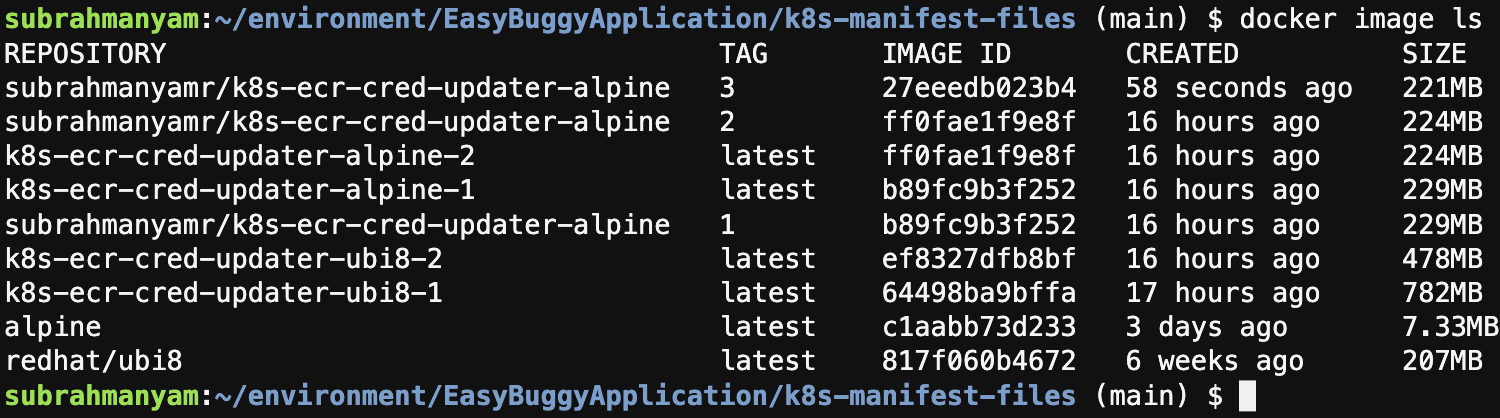 subrahmanyam:~/environment/EasyBuggyApplication/k8s-manifest-files (main) $ docker image ls
REPOSITORY TAG IMAGE ID CREATED SIZE
subrahmanyamr/k8s-ecr-cred-updater-alpine 3 27eeedb023b4 58 seconds ago 221MB
subrahmanyamr/k8s-ecr-cred-updater-alpine 2 ff0fae1f9e8f 16 hours ago 224MB
k8s-ecr-cred-updater-alpine-2 latest ff0fae1f9e8f 16 hours ago 224MB
k8s-ecr-cred-updater-alpine-1 latest b89fc9b3f252 16 hours ago 229MB
subrahmanyamr/k8s-ecr-cred-updater-alpine 1 b89fc9b3f252 16 hours ago 229MB
k8s-ecr-cred-updater-ubi8-2 latest ef8327dfb8bf 16 hours ago 478MB
k8s-ecr-cred-updater-ubi8-1 latest 64498ba9bffa 17 hours ago 782MB
alpine latest c1aabb73d233 3 days ago 7.33MB
redhat/ubi8 latest 817f060b4672 6 weeks ago 207MB
subrahmanyam:~/environment/EasyBuggyApplication/k8s-manifest-files (main) $